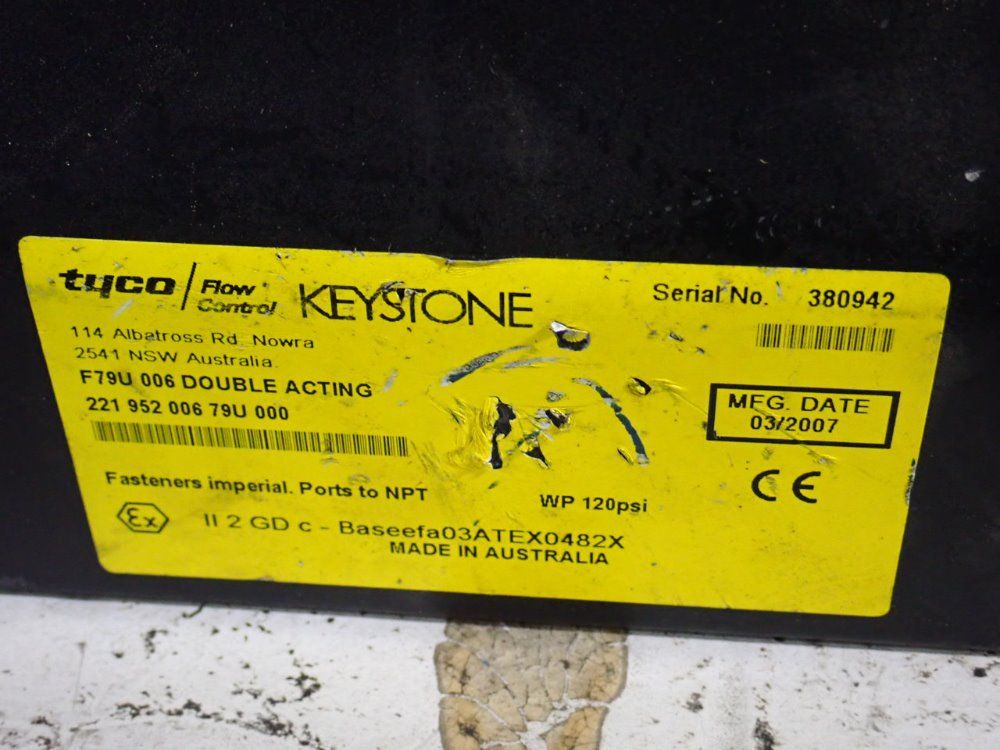 tyco Flow Control KEYSTONE
Serial No. 380942
114 Albatross Rd, Nowra
2541 NSW Australia
F79U 006 DOUBLE ACTING
221 952 006 79U 000
MFG. DATE
03/2007
Fasteners imperial. Ports to NPT
WP 120psi
CE
Ex II 2 GD c - Baseefa03ATEX0482X
MADE IN AUSTRALIA